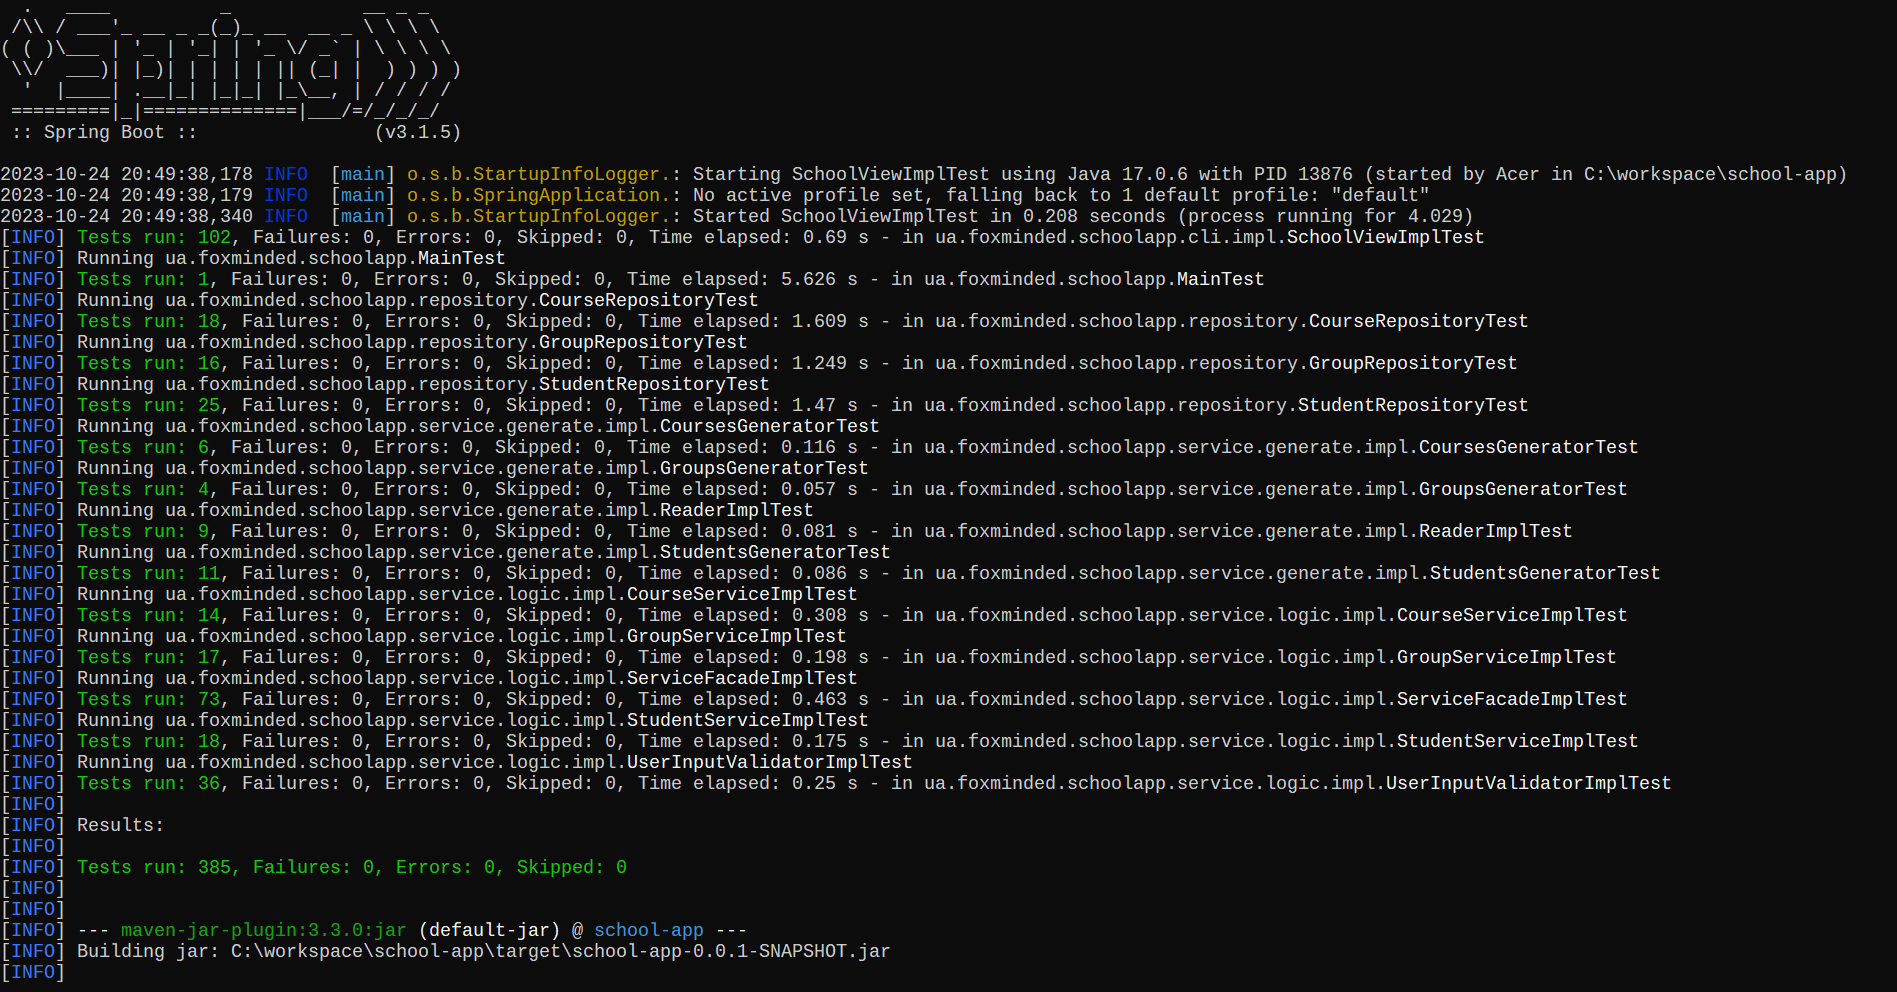 .   ____          _            __ _ _
 /\\ / ___'_ __ _ _(_)_ __  __ _ \ \ \ \
( ( )\___ | '_ | '_| | '_ \/ _` | \ \ \ \
 \\/  ___)| |_)| | | | | || (_| |  ) ) ) )
  '  |____| .__|_| |_|_| |_\__, | / / / /
 =========|_|==============|___/=/_/_/_/
 :: Spring Boot ::                (v3.1.5)

2023-10-24 20:49:38,178 INFO  [main] o.s.b.StartupInfoLogger.: Starting SchoolViewImplTest using Java 17.0.6 with PID 13876 (started by Acer in C:\workspace\school-app)
2023-10-24 20:49:38,179 INFO  [main] o.s.b.SpringApplication.: No active profile set, falling back to 1 default profile: "default"
2023-10-24 20:49:38,340 INFO  [main] o.s.b.StartupInfoLogger.: Started SchoolViewImplTest in 0.208 seconds (process running for 4.029)
[INFO] Tests run: 102, Failures: 0, Errors: 0, Skipped: 0, Time elapsed: 0.69 s - in ua.foxminded.schoolapp.cli.impl.SchoolViewImplTest
[INFO] Running ua.foxminded.schoolapp.MainTest
[INFO] Tests run: 1, Failures: 0, Errors: 0, Skipped: 0, Time elapsed: 5.626 s - in ua.foxminded.schoolapp.MainTest
[INFO] Running ua.foxminded.schoolapp.repository.CourseRepositoryTest
[INFO] Tests run: 18, Failures: 0, Errors: 0, Skipped: 0, Time elapsed: 1.609 s - in ua.foxminded.schoolapp.repository.CourseRepositoryTest
[INFO] Running ua.foxminded.schoolapp.repository.GroupRepositoryTest
[INFO] Tests run: 16, Failures: 0, Errors: 0, Skipped: 0, Time elapsed: 1.249 s - in ua.foxminded.schoolapp.repository.GroupRepositoryTest
[INFO] Running ua.foxminded.schoolapp.repository.StudentRepositoryTest
[INFO] Tests run: 25, Failures: 0, Errors: 0, Skipped: 0, Time elapsed: 1.47 s - in ua.foxminded.schoolapp.repository.StudentRepositoryTest
[INFO] Running ua.foxminded.schoolapp.service.generate.impl.CoursesGeneratorTest
[INFO] Tests run: 6, Failures: 0, Errors: 0, Skipped: 0, Time elapsed: 0.116 s - in ua.foxminded.schoolapp.service.generate.impl.CoursesGeneratorTest
[INFO] Running ua.foxminded.schoolapp.service.generate.impl.GroupsGeneratorTest
[INFO] Tests run: 4, Failures: 0, Errors: 0, Skipped: 0, Time elapsed: 0.057 s - in ua.foxminded.schoolapp.service.generate.impl.GroupsGeneratorTest
[INFO] Running ua.foxminded.schoolapp.service.generate.impl.ReaderImplTest
[INFO] Tests run: 9, Failures: 0, Errors: 0, Skipped: 0, Time elapsed: 0.081 s - in ua.foxminded.schoolapp.service.generate.impl.ReaderImplTest
[INFO] Running ua.foxminded.schoolapp.service.generate.impl.StudentsGeneratorTest
[INFO] Tests run: 11, Failures: 0, Errors: 0, Skipped: 0, Time elapsed: 0.086 s - in ua.foxminded.schoolapp.service.generate.impl.StudentsGeneratorTest
[INFO] Running ua.foxminded.schoolapp.service.logic.impl.CourseServiceImplTest
[INFO] Tests run: 14, Failures: 0, Errors: 0, Skipped: 0, Time elapsed: 0.308 s - in ua.foxminded.schoolapp.service.logic.impl.CourseServiceImplTest
[INFO] Running ua.foxminded.schoolapp.service.logic.impl.GroupServiceImplTest
[INFO] Tests run: 17, Failures: 0, Errors: 0, Skipped: 0, Time elapsed: 0.198 s - in ua.foxminded.schoolapp.service.logic.impl.GroupServiceImplTest
[INFO] Running ua.foxminded.schoolapp.service.logic.impl.ServiceFacadeImplTest
[INFO] Tests run: 73, Failures: 0, Errors: 0, Skipped: 0, Time elapsed: 0.463 s - in ua.foxminded.schoolapp.service.logic.impl.ServiceFacadeImplTest
[INFO] Running ua.foxminded.schoolapp.service.logic.impl.StudentServiceImplTest
[INFO] Tests run: 18, Failures: 0, Errors: 0, Skipped: 0, Time elapsed: 0.175 s - in ua.foxminded.schoolapp.service.logic.impl.StudentServiceImplTest
[INFO] Running ua.foxminded.schoolapp.service.logic.impl.UserInputValidatorImplTest
[INFO] Tests run: 36, Failures: 0, Errors: 0, Skipped: 0, Time elapsed: 0.25 s - in ua.foxminded.schoolapp.service.logic.impl.UserInputValidatorImplTest
[INFO]
[INFO] Results:
[INFO]
[INFO] Tests run: 385, Failures: 0, Errors: 0, Skipped: 0
[INFO]
[INFO]
[INFO] --- maven-jar-plugin:3.3.0:jar (default-jar) @ school-app ---
[INFO] Building jar: C:\workspace\school-app\target\school-app-0.0.1-SNAPSHOT.jar
[INFO]